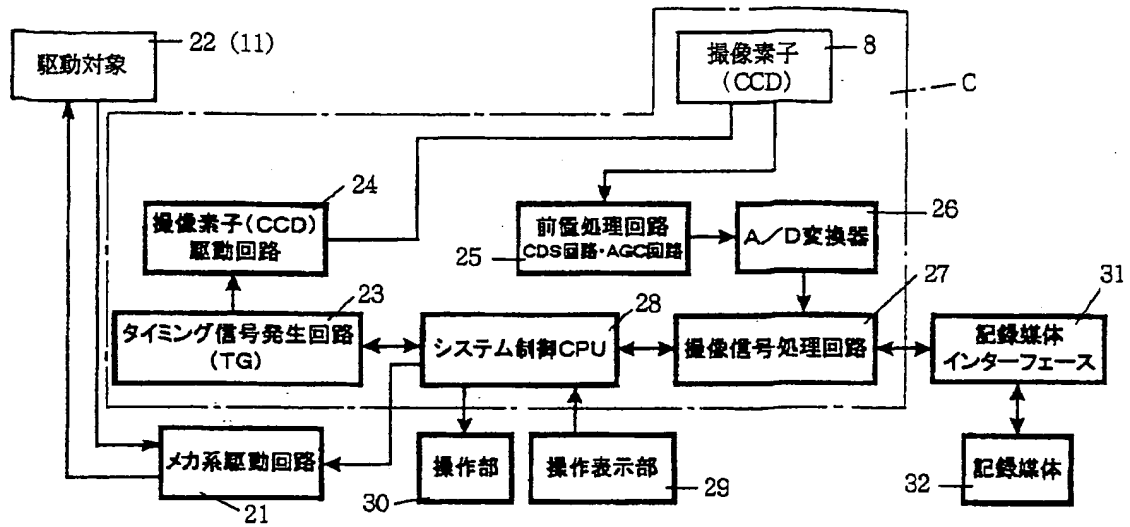 22 (11)
駆動対象
撮像素子
(CCD)
8
C
24
撮像素子(CCD)
駆動回路
前置処理回路
CDS回路・AGC回路
25
A/D変換器
26
23
タイミング信号発生回路
(TG)
28
システム制御CPU
27
撮像信号処理回路
31
記録媒体
インターフェース
メカ系駆動回路
21
操作部
30
操作表示部
29
記録媒体
32